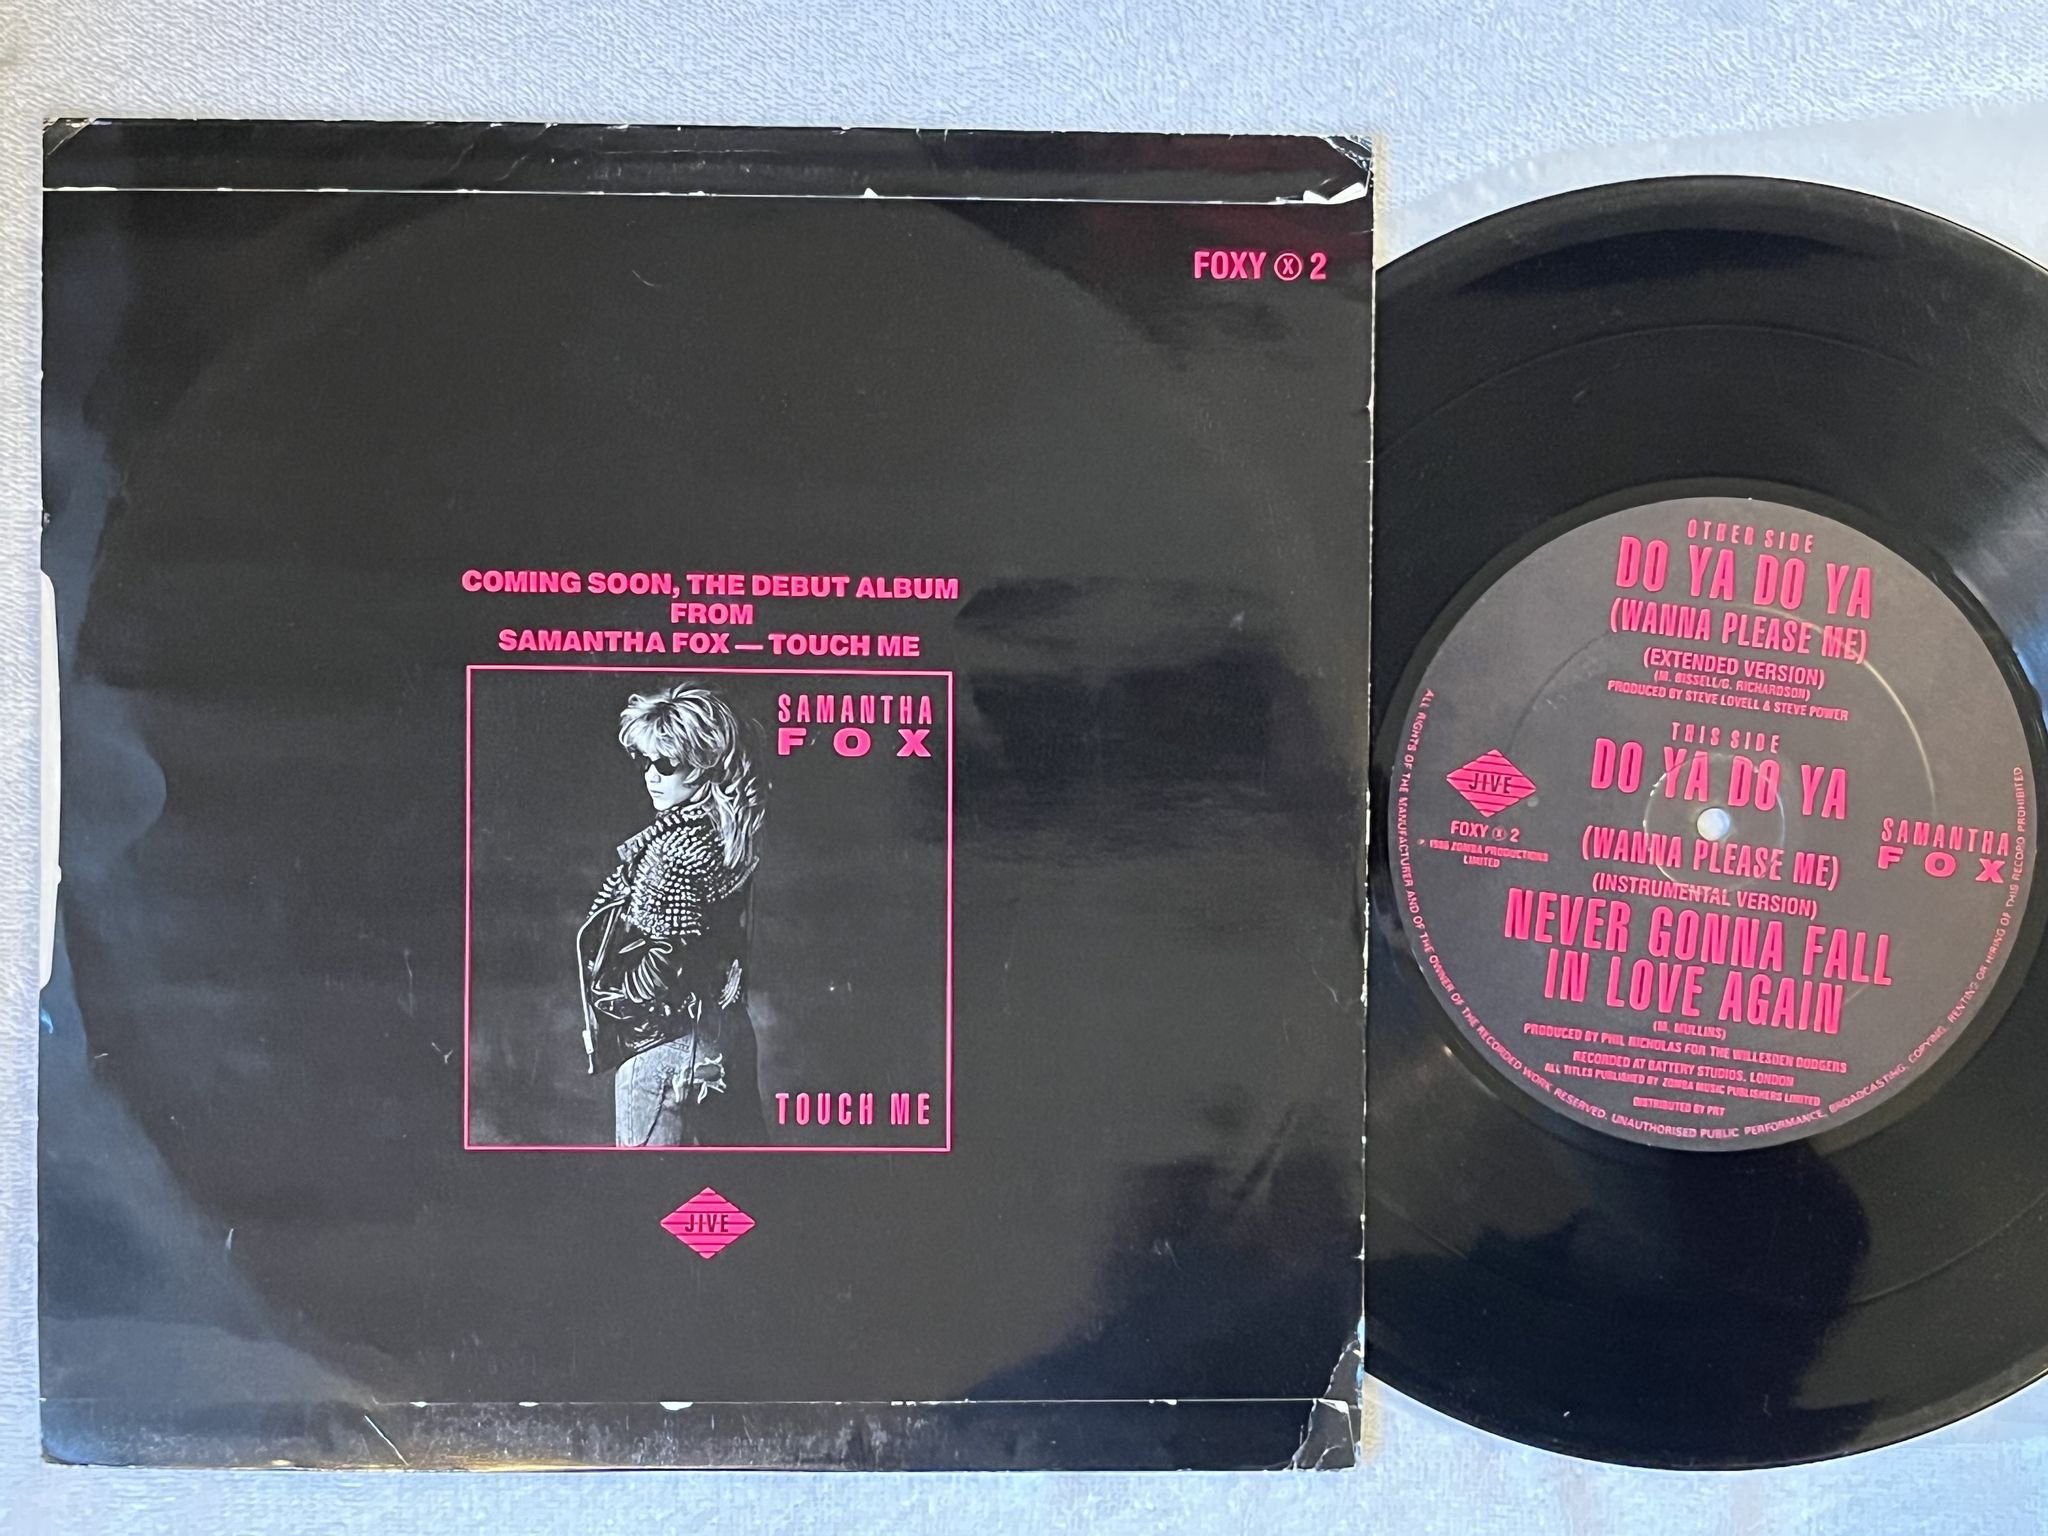 FOXY Ⓧ 2
COMING SOON, THE DEBUT ALBUM
FROM
SAMANTHA FOX — TOUCH ME
SAMANTHA
FOX
TOUCH ME
JIVE
OTHER SIDE
DO YA DO YA
(WANNA PLEASE ME)
(EXTENDED VERSION)
(M. BISSELL/G. RICHARDSON)
PRODUCED BY STEVE LOVELL & STEVE POWER
THIS SIDE
DO YA DO YA
(WANNA PLEASE ME)
(INSTRUMENTAL VERSION)
NEVER GONNA FALL
IN LOVE AGAIN
(M. MULLINS)
PRODUCED BY PHIL NICHOLAS FOR THE WILLESDEN DODGERS
RECORDED AT BATTERY STUDIOS, LONDON
ALL TITLES PUBLISHED BY ZOMBA MUSIC PUBLISHERS LIMITED
DISTRIBUTED BY PRT
JIVE
FOXY Ⓧ 2
℗ 1986 ZOMBA PRODUCTIONS
LIMITED
SAMANTHA
FOX
ALL RIGHTS OF THE MANUFACTURER AND OF THE OWNER OF THE RECORDED WORK RESERVED. UNAUTHORISED PUBLIC PERFORMANCE, BROADCASTING, COPYING, RENTING OR HIRING OF THIS RECORD PROHIBITED